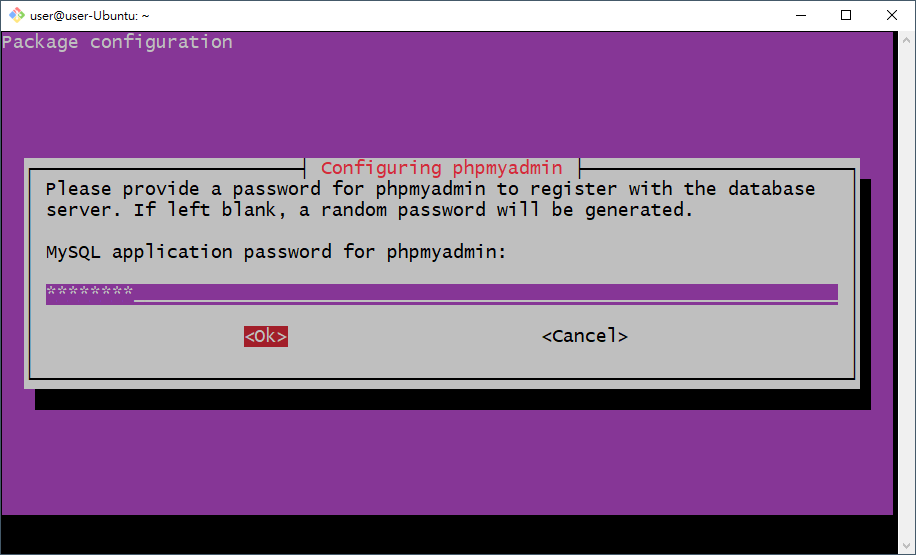 user@user-Ubuntu: ~
Package configuration
Configuring phpmyadmin
Please provide a password for phpmyadmin to register with the database
server. If left blank, a random password will be generated.
MySQL application password for phpmyadmin:
********
<Ok> <Cancel>